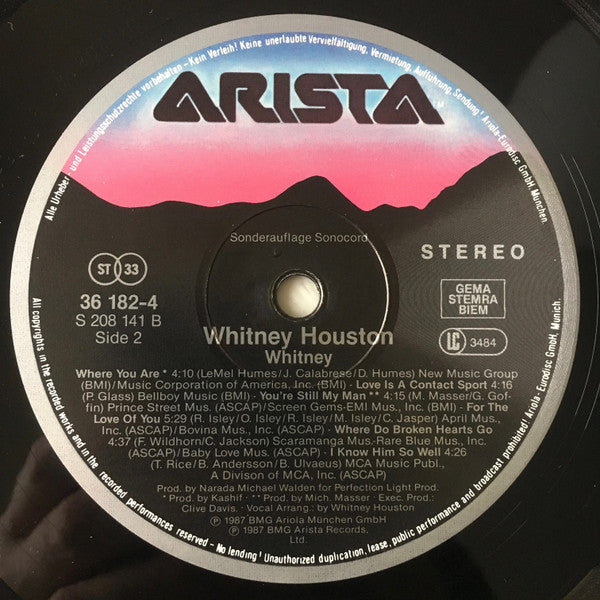 Alle Urheber- und Leistungsschutzrechte vorbehalten – Kein Verleih! Keine unerlaubte Vervielfältigung, Vermietung, Aufführung, Sendung! Ariola-Eurodisc GmbH, München.
ARISTA
TM
Sonderauflage Sonocord
STEREO
ST 33
36 182-4
S 208 141 B
Side 2
GEMA
STEMRA
BIEM
LC 3484
Whitney Houston
Whitney
Where You Are * 4:10 (LeMel Humes/J. Calabrese/D. Humes) New Music Group
(BMI)/Music Corporation of America, Inc. (BMI) · Love Is A Contact Sport 4:16
(P. Glass) Bellboy Music (BMI) · You're Still My Man ** 4:15 (M. Masser/G. Gof-
fin) Prince Street Mus. (ASCAP)/Screen Gems-EMI Mus., Inc. (BMI) · For The
Love Of You 5:29 (R. Isley/O. Isley/R. Isley/M. Isley/C. Jasper) April Mus.,
Inc. (ASCAP)/Bovina Mus., Inc. (ASCAP) · Where Do Broken Hearts Go
4:37 (F. Wildhorn/C. Jackson) Scaramanga Mus.-Rare Blue Mus., Inc.
(ASCAP)/Baby Love Mus. (ASCAP) · I Know Him So Well 4:26
(T. Rice/B. Andersson/B. Ulvaeus) MCA Music Publ.,
A Divison of MCA, Inc. (ASCAP)
Prod. by Narada Michael Walden for Perfection Light Prod.
* Prod. by Kashif · ** Prod. by Mich. Masser · Exec. Prod.:
Clive Davis. · Vocal Arrang.: by Whitney Houston
℗ 1987 BMG Ariola München GmbH
℗ 1987 BMG Arista Records,
Ltd.
All copyrights in the recorded works and in the recorded performances reserved – No lending! Unauthorized duplication, lease, public performance and broadcast prohibited! Ariola-Eurodisc GmbH, Munich.